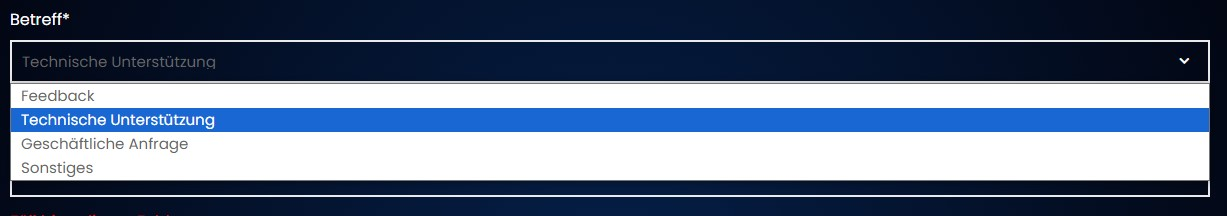 Betreff*
Technische Unterstützung
Feedback
Technische Unterstützung
Geschäftliche Anfrage
Sonstiges